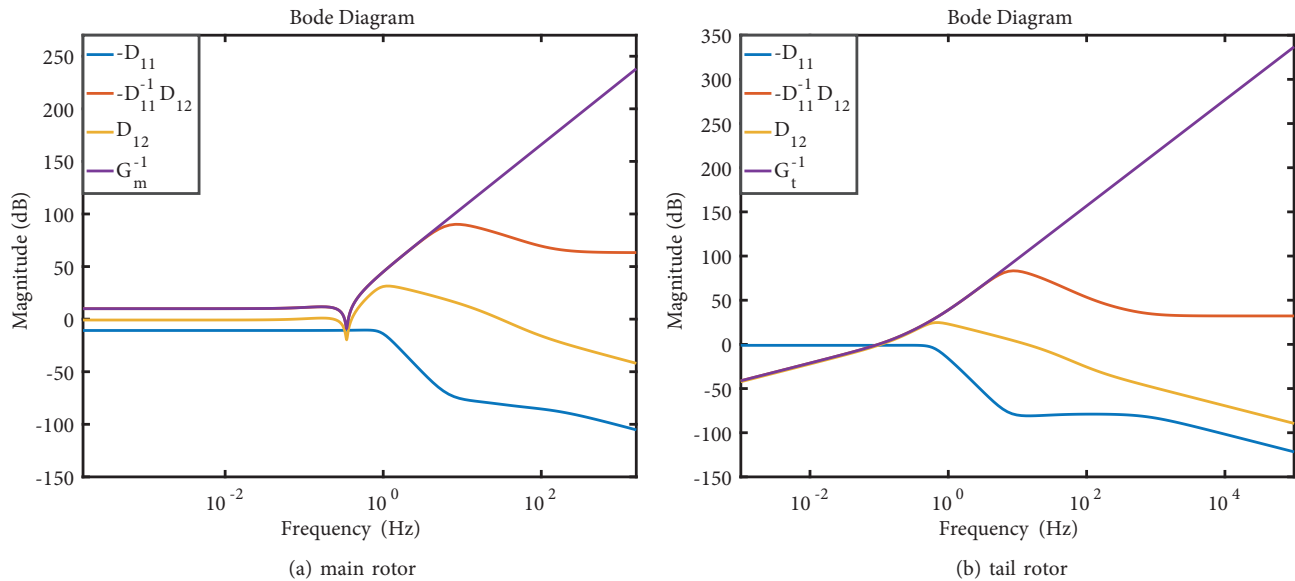 Bode Diagram
-D11
-D11^-1 D12
D12
Gm^-1
250
200
150
100
50
0
-50
-100
-150
Magnitude (dB)
10^-2
10^0
10^2
Frequency (Hz)
(a) main rotor
Bode Diagram
-D11
-D11^-1 D12
D12
Gt^-1
350
300
250
200
150
100
50
0
-50
-100
-150
Magnitude (dB)
10^-2
10^0
10^2
10^4
Frequency (Hz)
(b) tail rotor